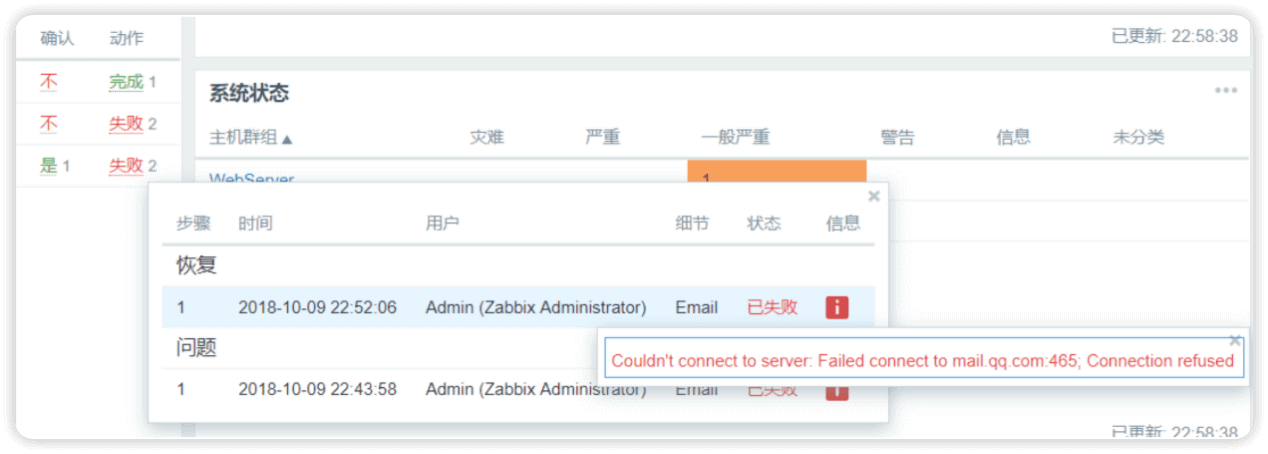 确认 动作
不 完成 1
不 失败 2
是 1 失败 2
已更新: 22:58:38
系统状态
主机群组▲ 灾难 严重 一般严重 警告 信息 未分类
WebServer 1
步骤 时间 用户 细节 状态 信息
恢复
1 2018-10-09 22:52:06 Admin (Zabbix Administrator) Email 已失败
Couldn't connect to server: Failed connect to mail.qq.com:465; Connection refused
问题
1 2018-10-09 22:43:58 Admin (Zabbix Administrator) Email 已失败
已更新: 22:58:38